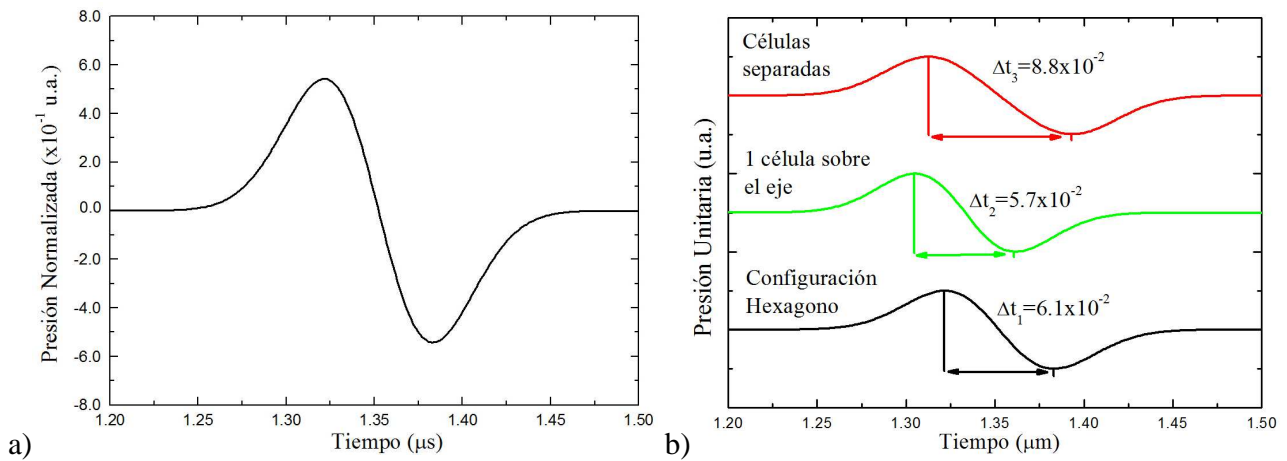 Presión Normalizada (x10⁻¹ u.a.)
8.0
6.0
4.0
2.0
0.0
-2.0
-4.0
-6.0
-8.0
1.20 1.25 1.30 1.35 1.40 1.45 1.50
Tiempo (μs)
a)
Presión Unitaria (u.a.)
Células
separadas
Δt₃=8.8x10⁻²
1 célula sobre
el eje
Δt₂=5.7x10⁻²
Configuración
Hexagono
Δt₁=6.1x10⁻²
1.20 1.25 1.30 1.35 1.40 1.45 1.50
Tiempo (μm)
b)